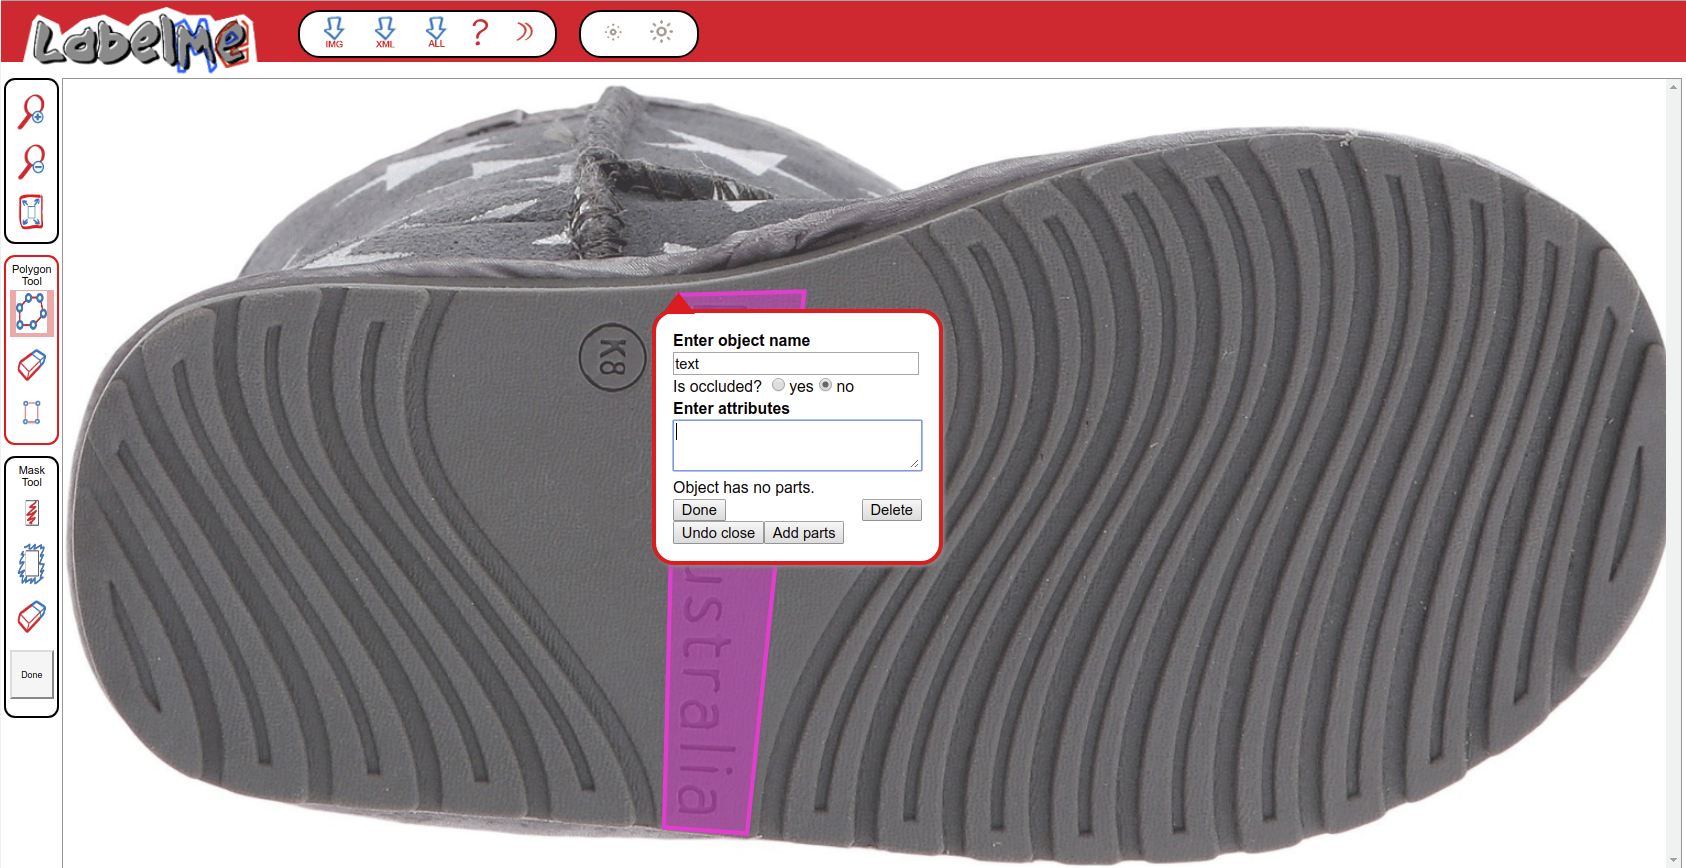 LabelMe
IMG
XML
ALL
?
Polygon
Tool
Mask
Tool
Done
K8
Enter object name
text
Is occluded? yes no
Enter attributes
Object has no parts.
Done Delete
Undo close Add parts
ustralia